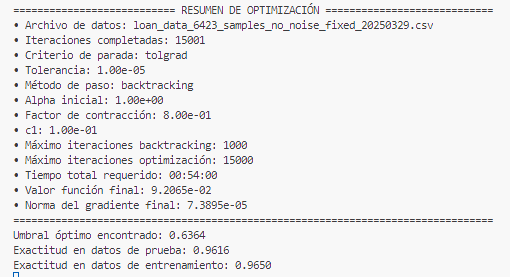 =========================== RESUMEN DE OPTIMIZACIÓN ============================
• Archivo de datos: loan_data_6423_samples_no_noise_fixed_20250329.csv
• Iteraciones completadas: 15001
• Criterio de parada: tolgrad
• Tolerancia: 1.00e-05
• Método de paso: backtracking
• Alpha inicial: 1.00e+00
• Factor de contracción: 8.00e-01
• c1: 1.00e-01
• Máximo iteraciones backtracking: 1000
• Máximo iteraciones optimización: 15000
• Tiempo total requerido: 00:54:00
• Valor función final: 9.2065e-02
• Norma del gradiente final: 7.3895e-05
================================================================================
Umbral óptimo encontrado: 0.6364
Exactitud en datos de prueba: 0.9616
Exactitud en datos de entrenamiento: 0.9650